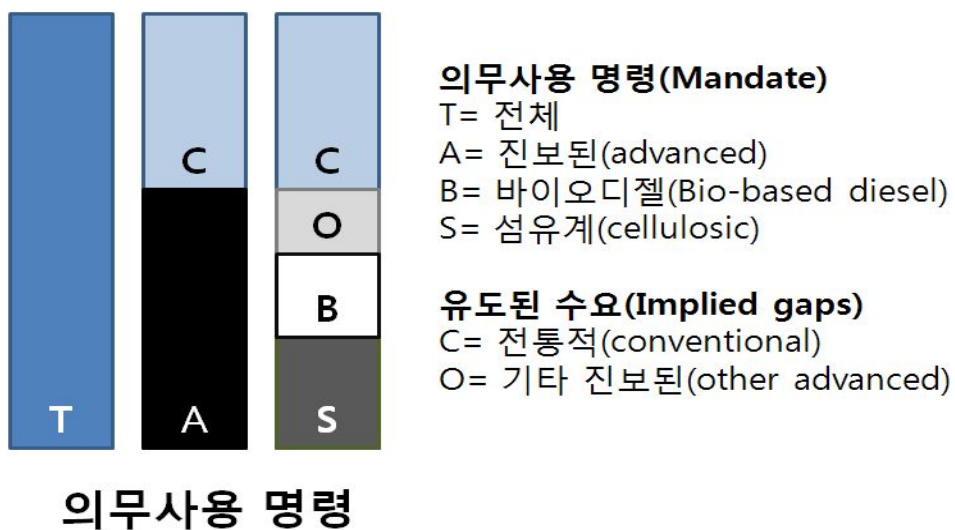 C
C
O
B
T
A
S
의무사용 명령
의무사용 명령(Mandate)
T= 전체
A= 진보된(advanced)
B= 바이오디젤(Bio-based diesel)
S= 섬유계(cellulosic)
유도된 수요(Implied gaps)
C= 전통적(conventional)
O= 기타 진보된(other advanced)